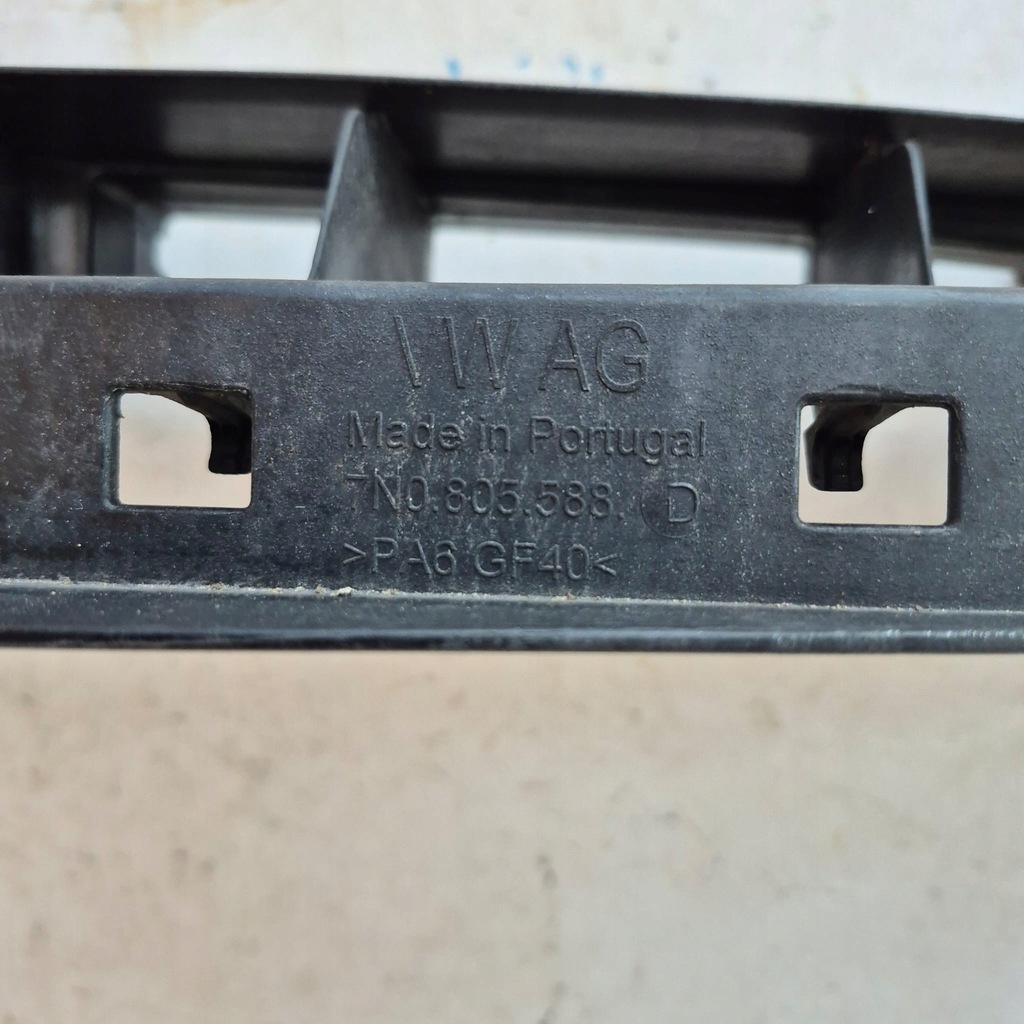 VW AG
Made in Portugal
7N0.805.588. D
>PA6 GF40<